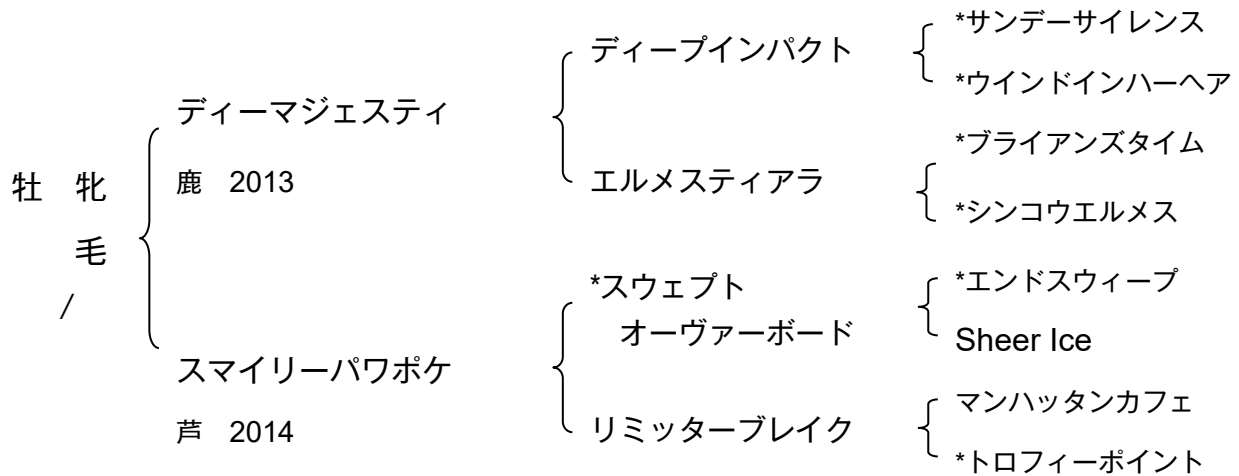 *サンデーサイレンス
ディープインパクト
*ウインドインハーヘア
ディーマジェスティ
*ブライアンズタイム
鹿 2013
エルメスティアラ
牡 牝
*シンコウエルメス
毛
*スウェプト
*エンドスウィープ
/
オーヴァーボード
Sheer Ice
スマイリーパワポケ
マンハッタンカフェ
芦 2014
リミッターブレイク
*トロフィーポイント